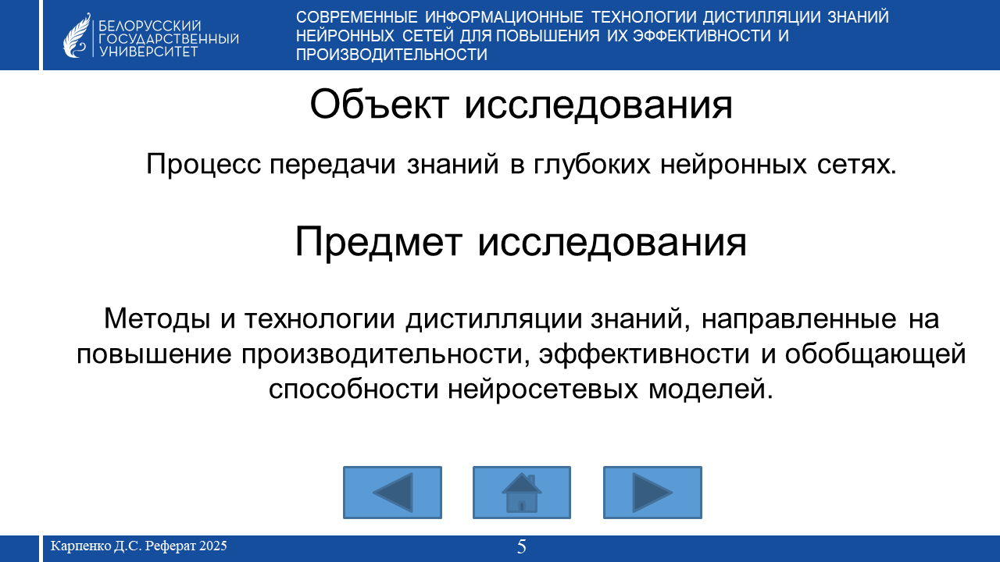 БЕЛОРУССКИЙ
ГОСУДАРСТВЕННЫЙ
УНИВЕРСИТЕТ
СОВРЕМЕННЫЕ ИНФОРМАЦИОННЫЕ ТЕХНОЛОГИИ ДИСТИЛЛЯЦИИ ЗНАНИЙ
НЕЙРОННЫХ СЕТЕЙ ДЛЯ ПОВЫШЕНИЯ ИХ ЭФФЕКТИВНОСТИ И
ПРОИЗВОДИТЕЛЬНОСТИ
Объект исследования
Процесс передачи знаний в глубоких нейронных сетях.
Предмет исследования
Методы и технологии дистилляции знаний, направленные на
повышение производительности, эффективности и обобщающей
способности нейросетевых моделей.
Карпенко Д.С. Реферат 2025
5